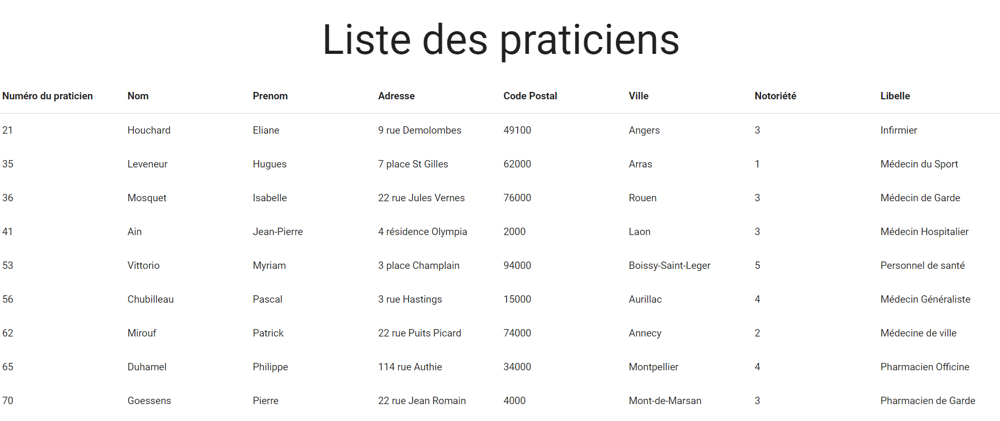 Liste des praticiens
Numéro du praticien Nom Prenom Adresse Code Postal Ville Notoriété Libelle
21 Houchard Eliane 9 rue Demolombes 49100 Angers 3 Infirmier
35 Leveneur Hugues 7 place St Gilles 62000 Arras 1 Médecin du Sport
36 Mosquet Isabelle 22 rue Jules Vernes 76000 Rouen 3 Médecin de Garde
41 Ain Jean-Pierre 4 résidence Olympia 2000 Laon 3 Médecin Hospitalier
53 Vittorio Myriam 3 place Champlain 94000 Boissy-Saint-Leger 5 Personnel de santé
56 Chubilleau Pascal 3 rue Hastings 15000 Aurillac 4 Médecin Généraliste
62 Mirouf Patrick 22 rue Puits Picard 74000 Annecy 2 Médecine de ville
65 Duhamel Philippe 114 rue Authie 34000 Montpellier 4 Pharmacien Officine
70 Goessens Pierre 22 rue Jean Romain 4000 Mont-de-Marsan 3 Pharmacien de Garde